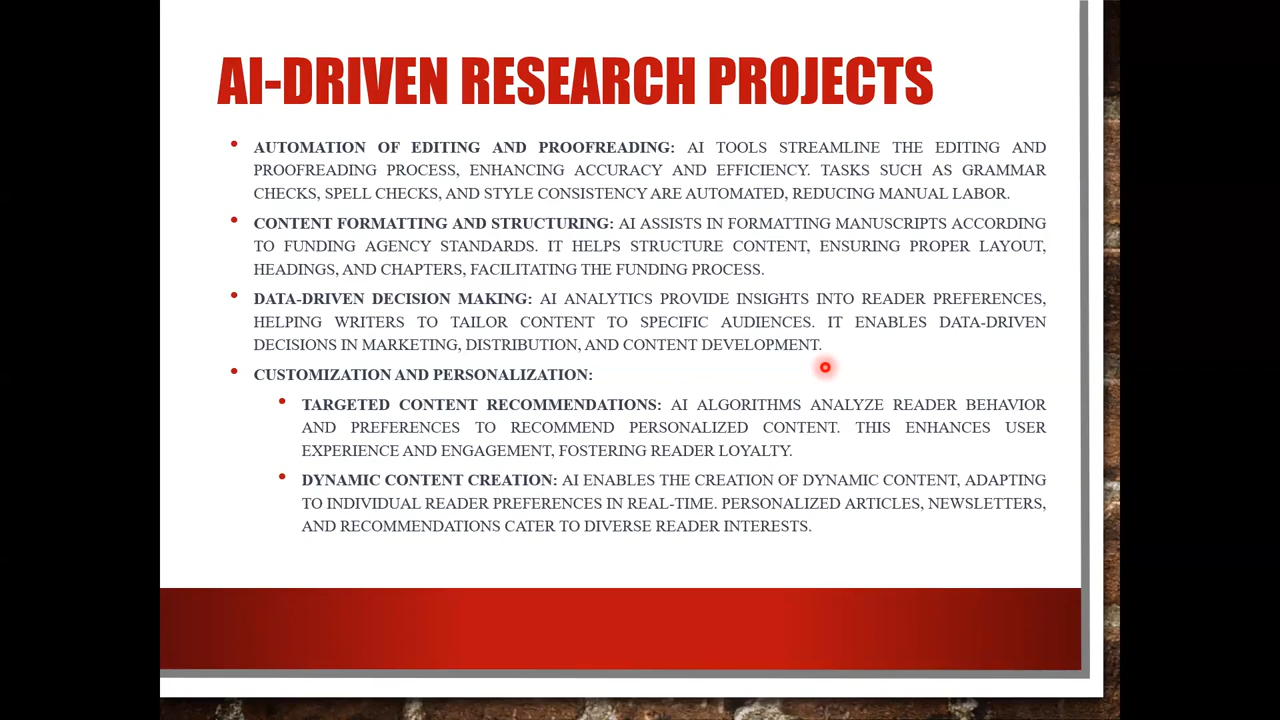 AI-DRIVEN RESEARCH PROJECTS
• AUTOMATION OF EDITING AND PROOFREADING: AI TOOLS STREAMLINE THE EDITING AND
PROOFREADING PROCESS, ENHANCING ACCURACY AND EFFICIENCY. TASKS SUCH AS GRAMMAR
CHECKS, SPELL CHECKS, AND STYLE CONSISTENCY ARE AUTOMATED, REDUCING MANUAL LABOR.
• CONTENT FORMATTING AND STRUCTURING: AI ASSISTS IN FORMATTING MANUSCRIPTS ACCORDING
TO FUNDING AGENCY STANDARDS. IT HELPS STRUCTURE CONTENT, ENSURING PROPER LAYOUT,
HEADINGS, AND CHAPTERS, FACILITATING THE FUNDING PROCESS.
• DATA-DRIVEN DECISION MAKING: AI ANALYTICS PROVIDE INSIGHTS INTO READER PREFERENCES,
HELPING WRITERS TO TAILOR CONTENT TO SPECIFIC AUDIENCES. IT ENABLES DATA-DRIVEN
DECISIONS IN MARKETING, DISTRIBUTION, AND CONTENT DEVELOPMENT.
• CUSTOMIZATION AND PERSONALIZATION:
• TARGETED CONTENT RECOMMENDATIONS: AI ALGORITHMS ANALYZE READER BEHAVIOR
AND PREFERENCES TO RECOMMEND PERSONALIZED CONTENT. THIS ENHANCES USER
EXPERIENCE AND ENGAGEMENT, FOSTERING READER LOYALTY.
• DYNAMIC CONTENT CREATION: AI ENABLES THE CREATION OF DYNAMIC CONTENT, ADAPTING
TO INDIVIDUAL READER PREFERENCES IN REAL-TIME. PERSONALIZED ARTICLES, NEWSLETTERS,
AND RECOMMENDATIONS CATER TO DIVERSE READER INTERESTS.